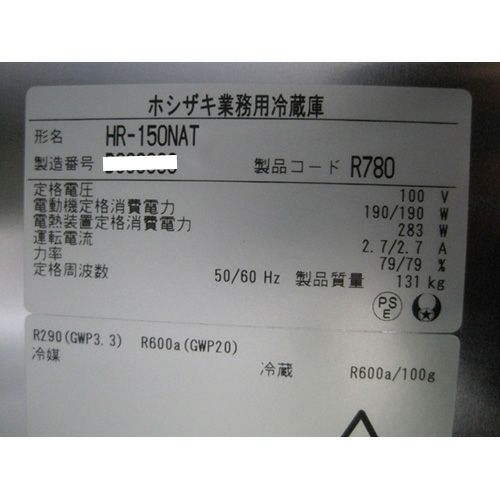 ホシザキ業務用冷蔵庫
形名 HR-150NAT
製造番号 製品コード R780
定格電圧 100 V
電動機定格消費電力 190/190 W
電熱装置定格消費電力 283 W
運転電流 2.7/2.7 A
力率 79/79 %
定格周波数 50/60 Hz 製品質量 131 kg
PS E
R290(GWP3.3) R600a(GWP20)
冷媒
冷蔵 R600a/100g